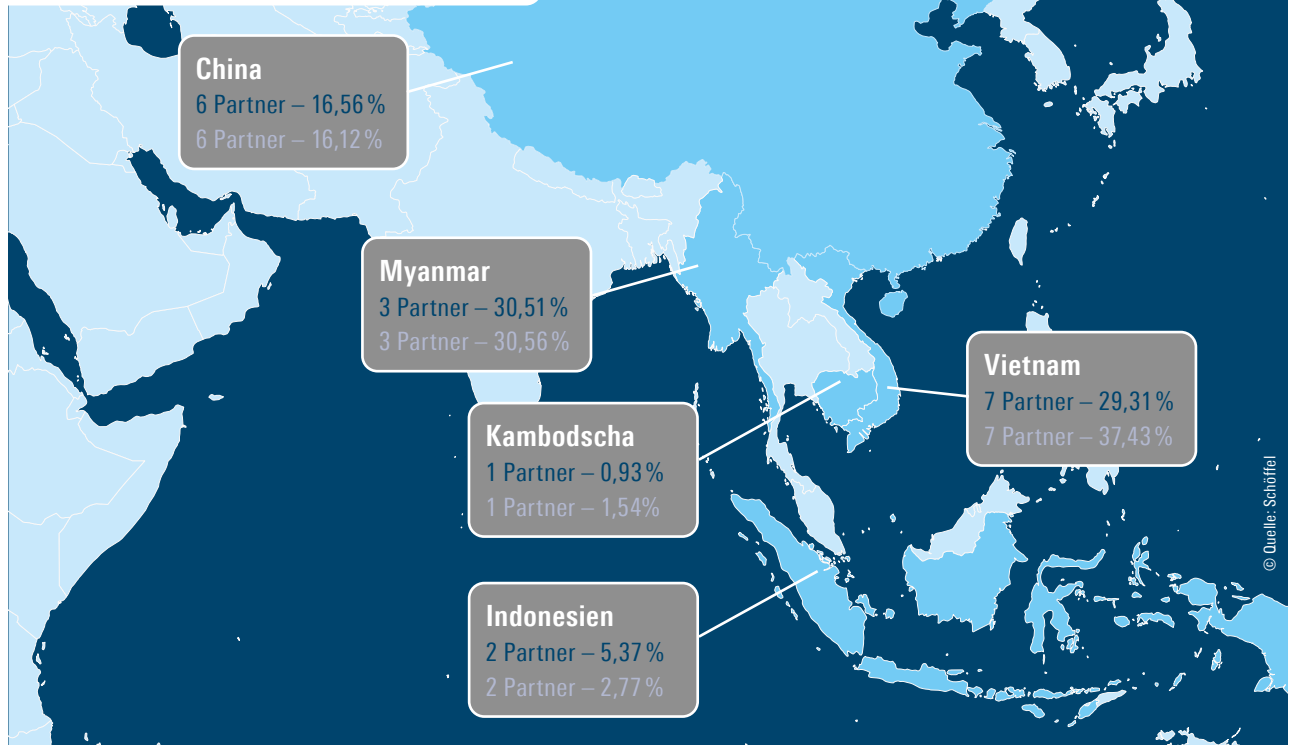 China
6 Partner – 16,56 %
6 Partner – 16,12 %
Myanmar
3 Partner – 30,51 %
3 Partner – 30,56 %
Vietnam
7 Partner – 29,31 %
7 Partner – 37,43 %
Kambodscha
1 Partner – 0,93 %
1 Partner – 1,54%
Indonesien
2 Partner – 5,37 %
2 Partner – 2,77 %
© Quelle: Schöffel